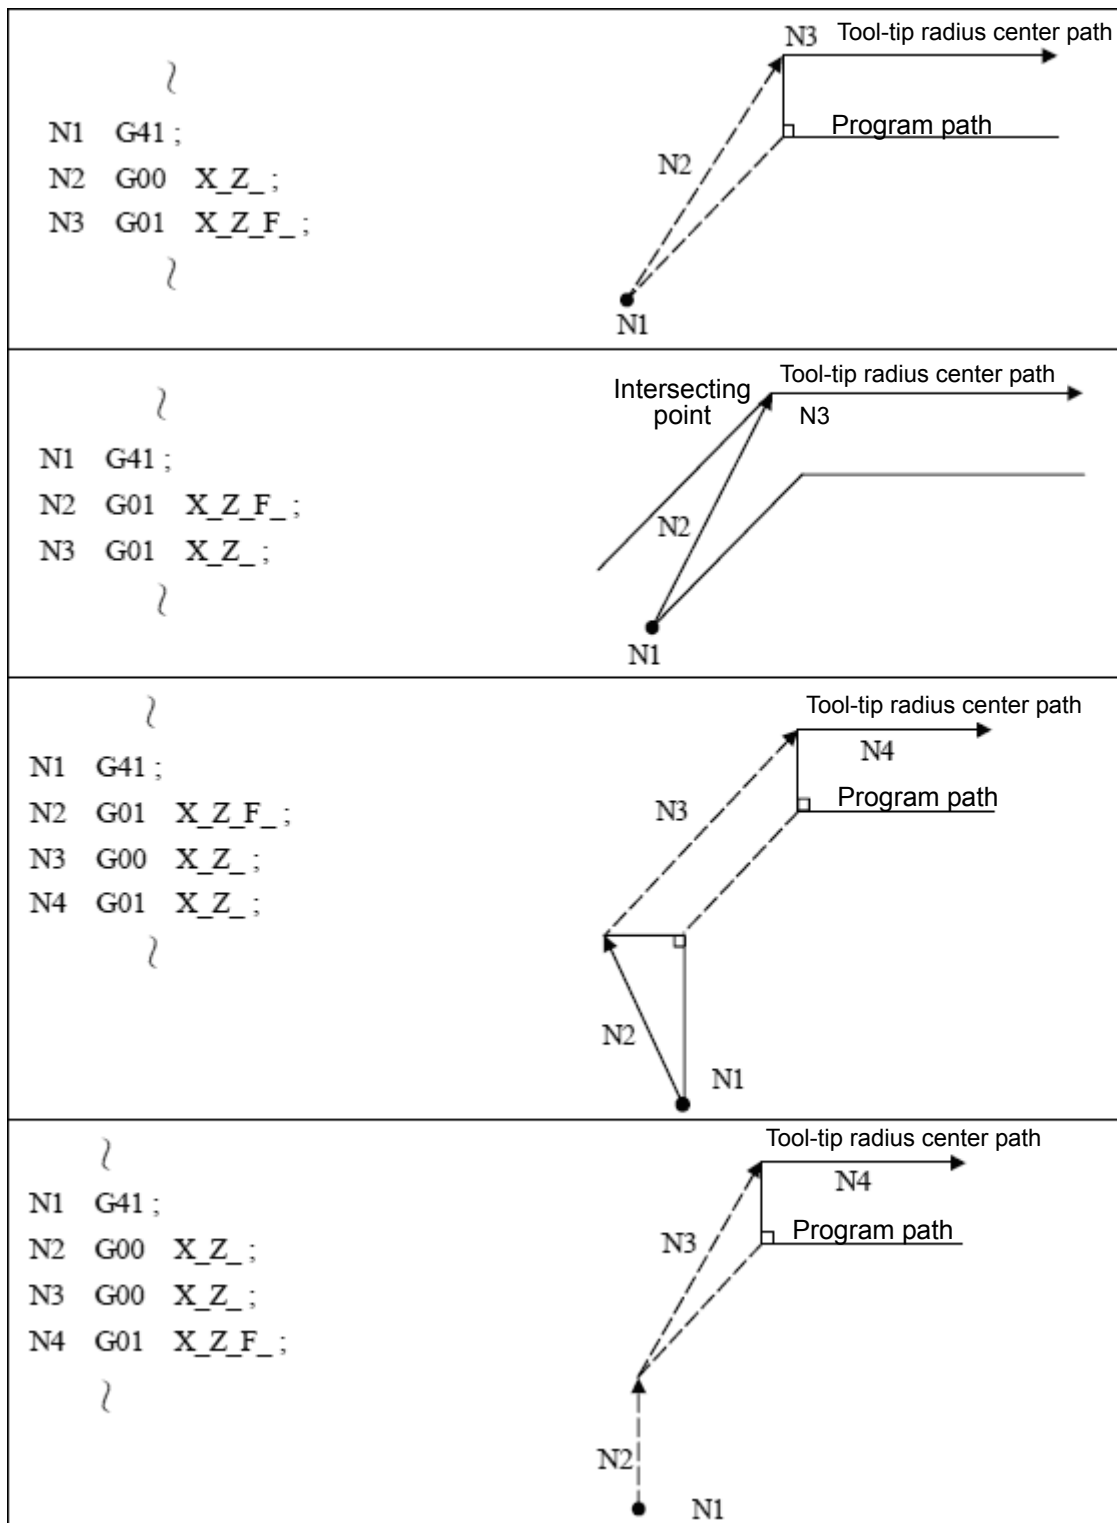 N1 G41 ;
N2 G00 X_Z_ ;
N3 G01 X_Z_F_ ;
N3 Tool-tip radius center path
Program path
N2
N1
N1 G41 ;
N2 G01 X_Z_F_ ;
N3 G01 X_Z_ ;
Tool-tip radius center path
Intersecting
point
N3
N2
N1
N1 G41 ;
N2 G01 X_Z_F_ ;
N3 G00 X_Z_ ;
N4 G01 X_Z_ ;
Tool-tip radius center path
N4
N3
Program path
N2
N1
N1 G41 ;
N2 G00 X_Z_ ;
N3 G00 X_Z_ ;
N4 G01 X_Z_F_ ;
Tool-tip radius center path
N4
Program path
N3
N2
N1